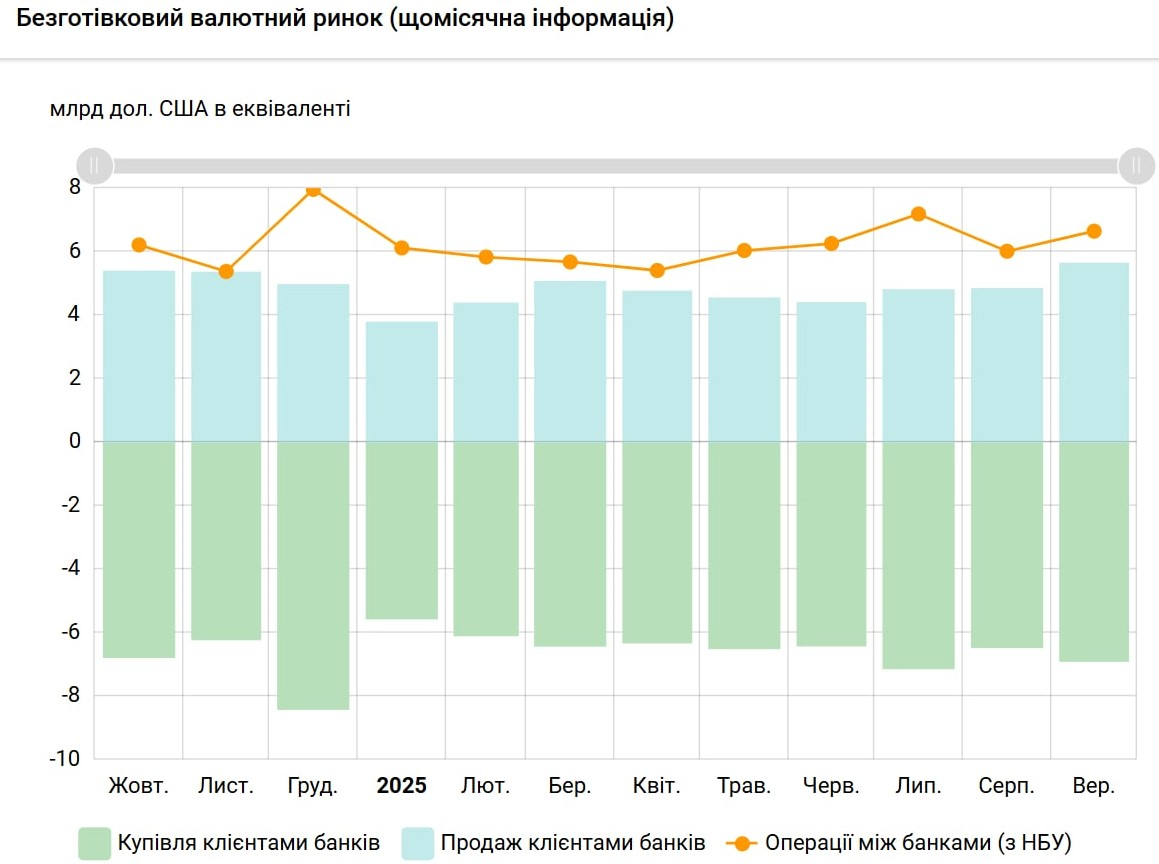 Безготівковий валютний ринок (щомісячна інформація)
млрд дол. США в еквіваленті
8
6
4
2
0
-2
-4
-6
-8
-10
Жовт. Лист. Груд. 2025 Лют. Бер. Квіт. Трав. Черв. Лип. Серп. Вер.
Купівля клієнтами банків Продаж клієнтами банків Операції між банками (з НБУ)